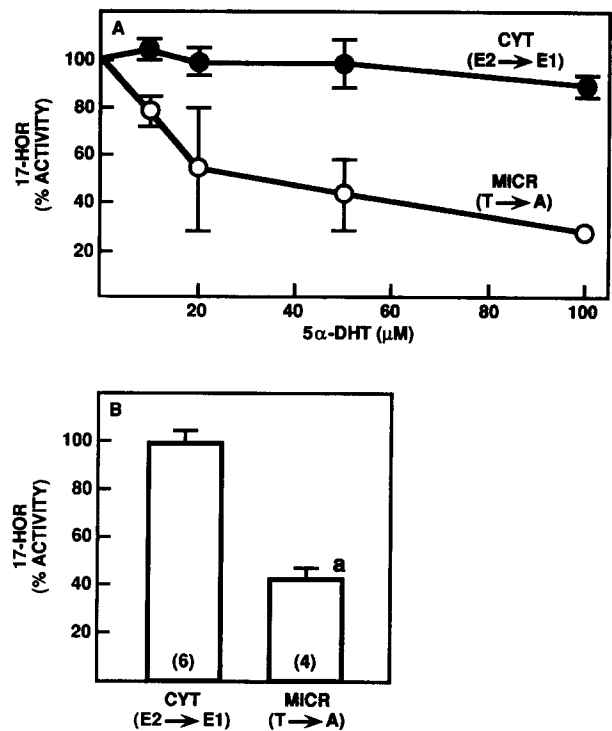 A
CYT
(E2→E1)
MICR
(T→A)
17-HOR
(% ACTIVITY)
100
80
60
40
20
20
40
60
80
100
5α-DHT (μM)
B
17-HOR
(% ACTIVITY)
100
80
60
40
20
a
(6)
(4)
CYT
(E2→E1)
MICR
(T→A)